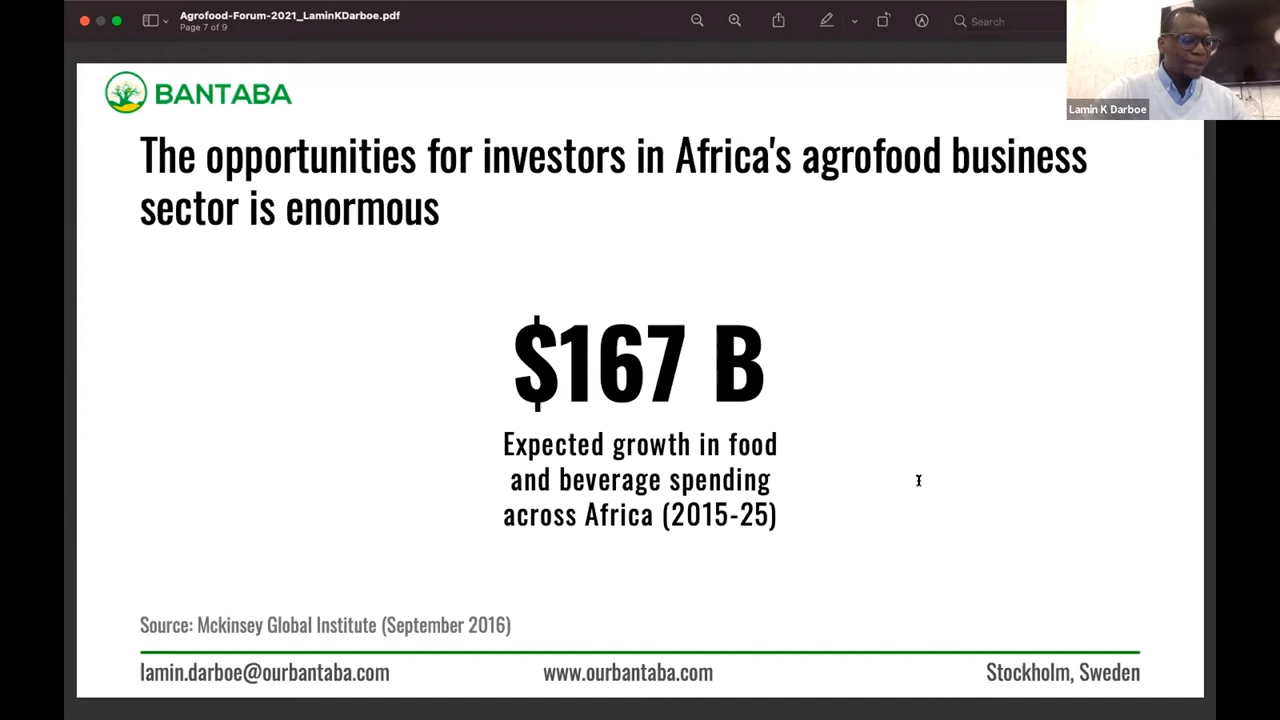 Agrofood-Forum-2021_LaminKDarboe.pdf
Page 7 of 9
Search
Lamin K Darboe
BANTABA
The opportunities for investors in Africa's agrofood business
sector is enormous
$167 B
Expected growth in food
and beverage spending
across Africa (2015-25)
Source: Mckinsey Global Institute (September 2016)
lamin.darboe@ourbantaba.com
www.ourbantaba.com
Stockholm, Sweden